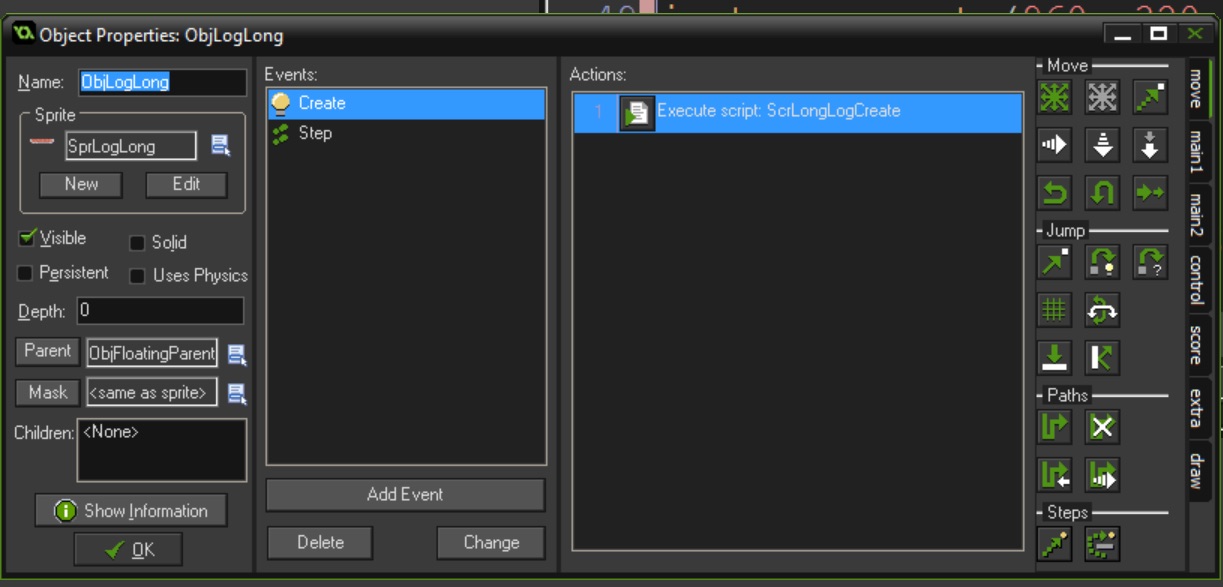 Object Properties: ObjLogLong
Name: ObjLogLong
Sprite
SprLogLong
New Edit
Visible Solid
Persistent Uses Physics
Depth: 0
Parent ObjFloatingParent
Mask <same as sprite>
Children: <None>
Show Information
OK
Events:
Create
Step
Add Event
Delete Change
Actions:
1 Execute script: ScrLongLogCreate
Move
Jump
Paths
Steps
move
main1
main2
control
score
extra
draw